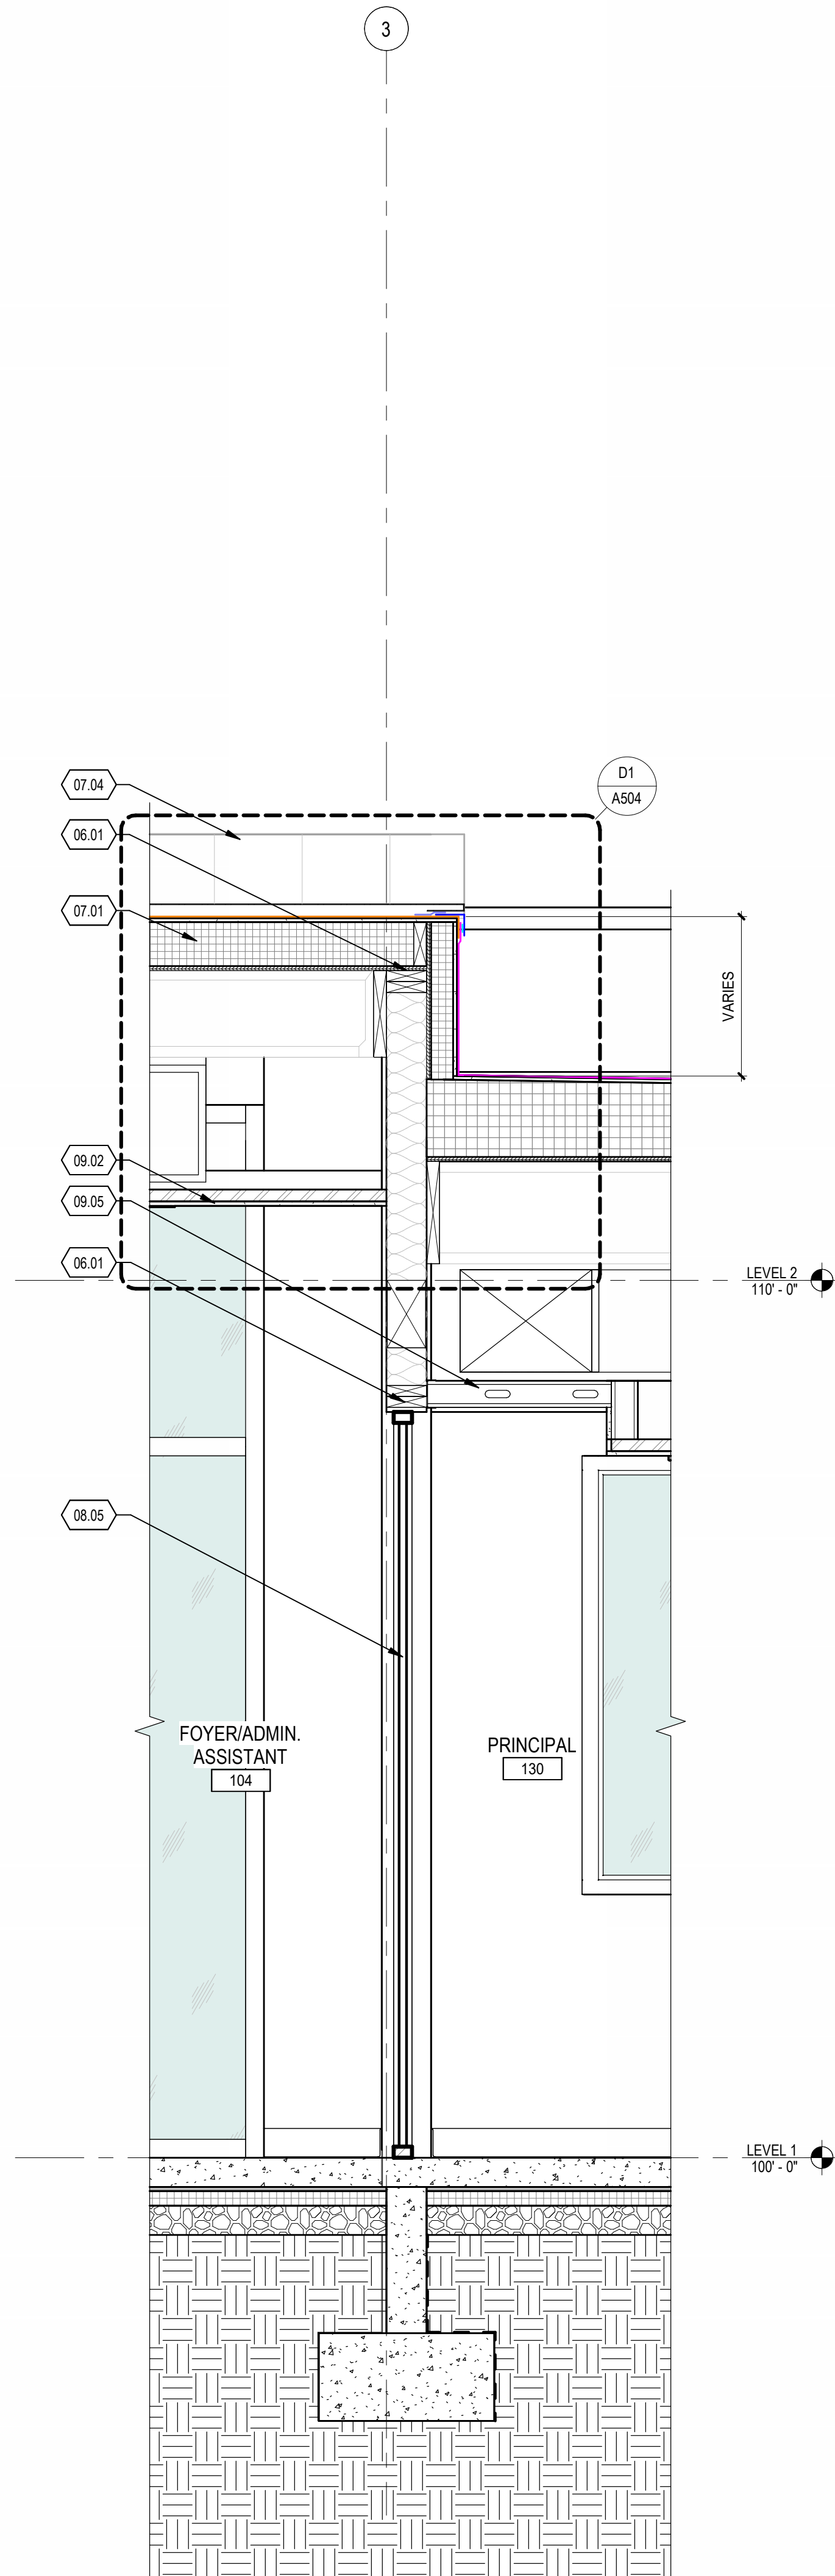 3
07.04
D1
A504
06.01
07.01
VARIES
09.02
09.05
06.01
LEVEL 2
110' - 0"
08.05
FOYER/ADMIN.
ASSISTANT
104
PRINCIPAL
130
LEVEL 1
100' - 0"